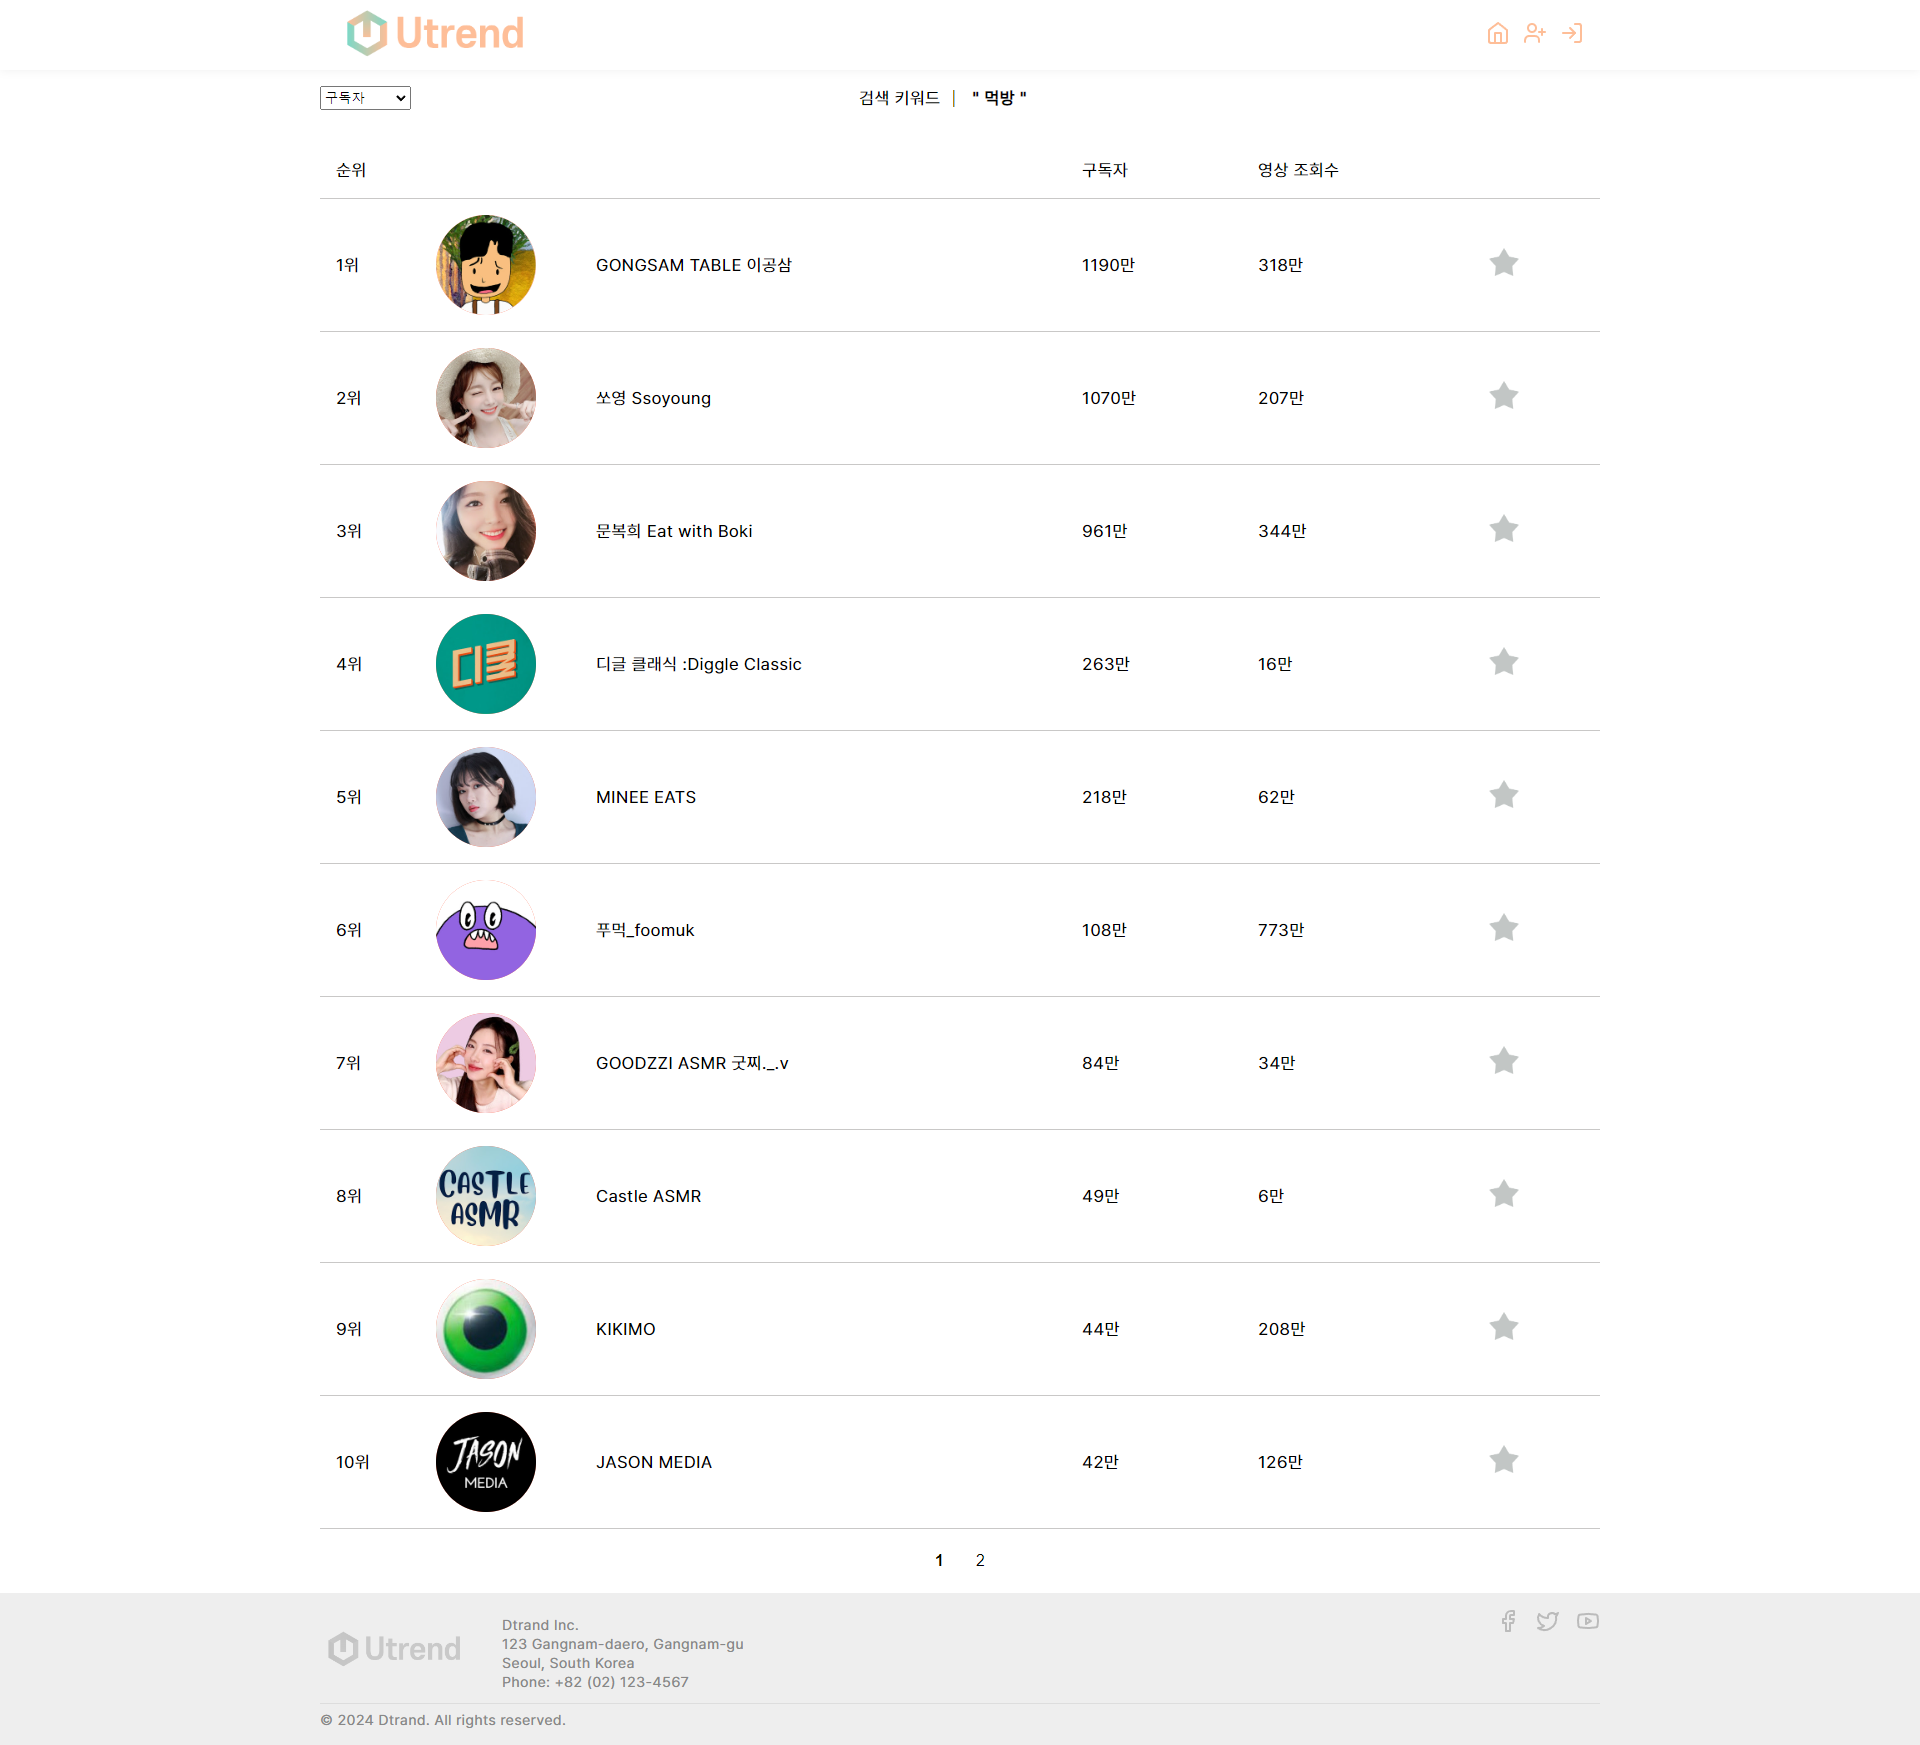 Utrend
구독자
검색 키워드 | " 먹방 "
순위 구독자 영상 조회수
1위 GONGSAM TABLE 이공삼 1190만 318만
2위 쏘영 Ssoyoung 1070만 207만
3위 문복희 Eat with Boki 961만 344만
디글
4위 디글 클래식 :Diggle Classic 263만 16만
5위 MINEE EATS 218만 62만
6위 푸먹_foomuk 108만 773만
7위 GOODZZI ASMR 굿찌._.v 84만 34만
CASTLE
ASMR
8위 Castle ASMR 49만 6만
9위 KIKIMO 44만 208만
JASON
MEDIA
10위 JASON MEDIA 42만 126만
1 2
Utrend
Dtrand Inc.
123 Gangnam-daero, Gangnam-gu
Seoul, South Korea
Phone: +82 (02) 123-4567
© 2024 Dtrand. All rights reserved.